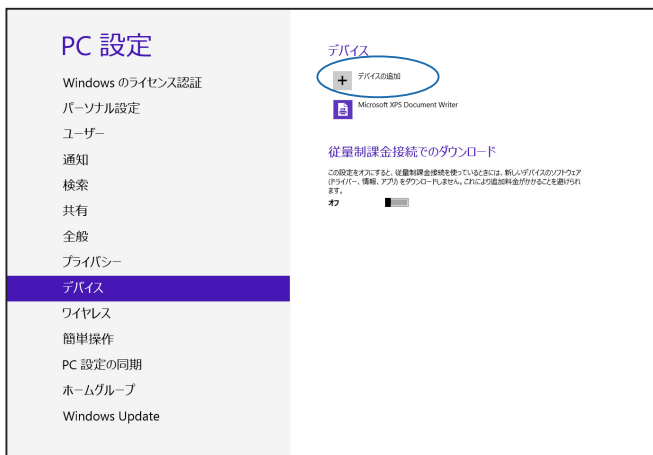 PC 設定
Windows のライセンス認証
パーソナル設定
ユーザー
通知
検索
共有
全般
プライバシー
デバイス
ワイヤレス
簡単操作
PC 設定の同期
ホームグループ
Windows Update
デバイス
デバイスの追加
Microsoft XPS Document Writer
従量制課金接続でのダウンロード
この設定をオフにすると、従量制課金接続を使っているときには、新しいデバイスのソフトウェア
(ドライバー、情報、アプリ) をダウンロードしません。これにより追加料金がかかることを避けられ
ます。
オフ